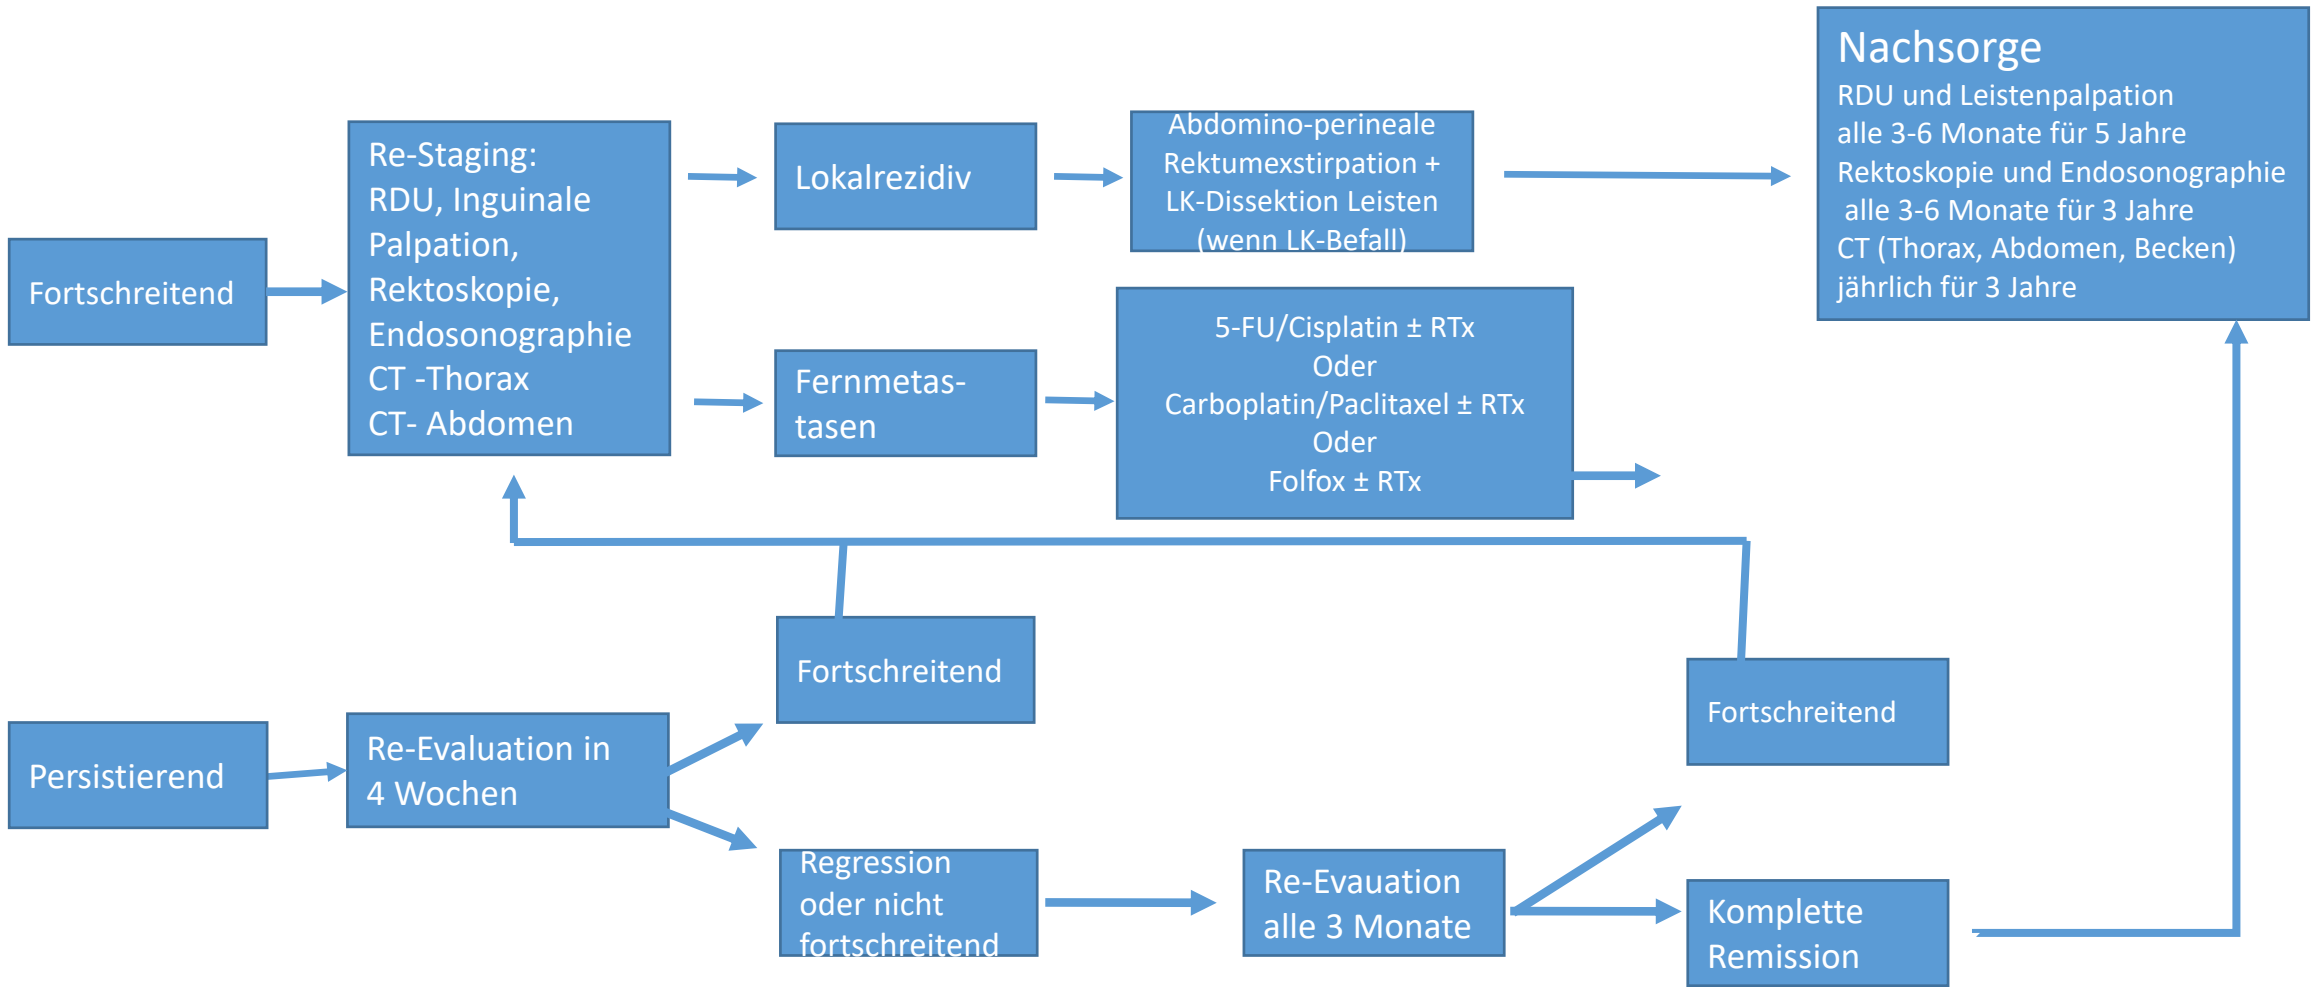 Fortschreitend
Re-Staging:
RDU, Inguinale
Palpation,
Rektoskopie,
Endosonographie
CT -Thorax
CT- Abdomen
Lokalrezidiv
Abdomino-perineale
Rektumexstirpation +
LK-Dissektion Leisten
(wenn LK-Befall)
Nachsorge
RDU und Leistenpalpation
alle 3-6 Monate für 5 Jahre
Rektoskopie und Endosonographie
alle 3-6 Monate für 3 Jahre
CT (Thorax, Abdomen, Becken)
jährlich für 3 Jahre
Fernmetas-
tasen
5-FU/Cisplatin ± RTx
Oder
Carboplatin/Paclitaxel ± RTx
Oder
Folfox ± RTx
Persistierend
Re-Evaluation in
4 Wochen
Fortschreitend
Regression
oder nicht
fortschreitend
Re-Evauation
alle 3 Monate
Fortschreitend
Komplette
Remission